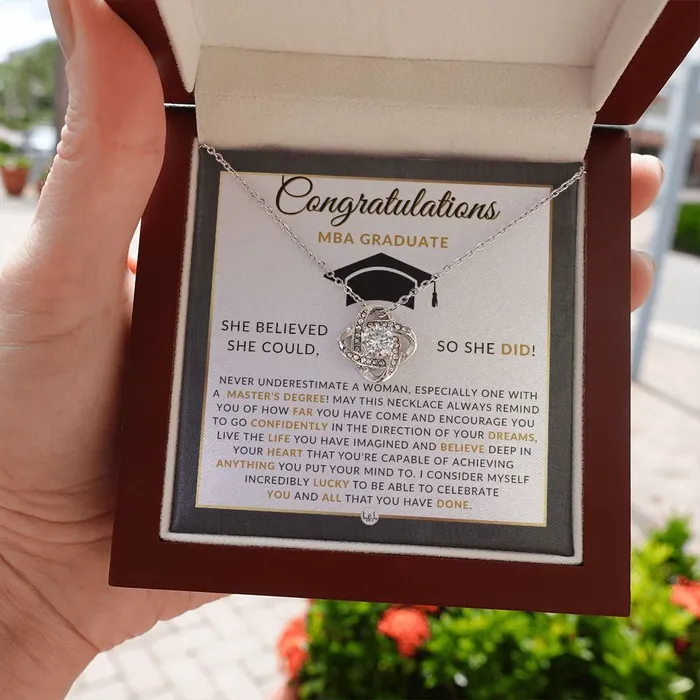 Congratulations
MBA GRADUATE
SHE BELIEVED
SHE COULD,
SO SHE DID!
NEVER UNDERESTIMATE A WOMAN, ESPECIALLY ONE WITH
A MASTER'S DEGREE! MAY THIS NECKLACE ALWAYS REMIND
YOU OF HOW FAR YOU HAVE COME AND ENCOURAGE YOU
TO GO CONFIDENTLY IN THE DIRECTION OF YOUR DREAMS,
LIVE THE LIFE YOU HAVE IMAGINED AND BELIEVE DEEP IN
YOUR HEART THAT YOU'RE CAPABLE OF ACHIEVING
ANYTHING YOU PUT YOUR MIND TO. I CONSIDER MYSELF
INCREDIBLY LUCKY TO BE ABLE TO CELEBRATE
YOU AND ALL THAT YOU HAVE DONE.
L&L